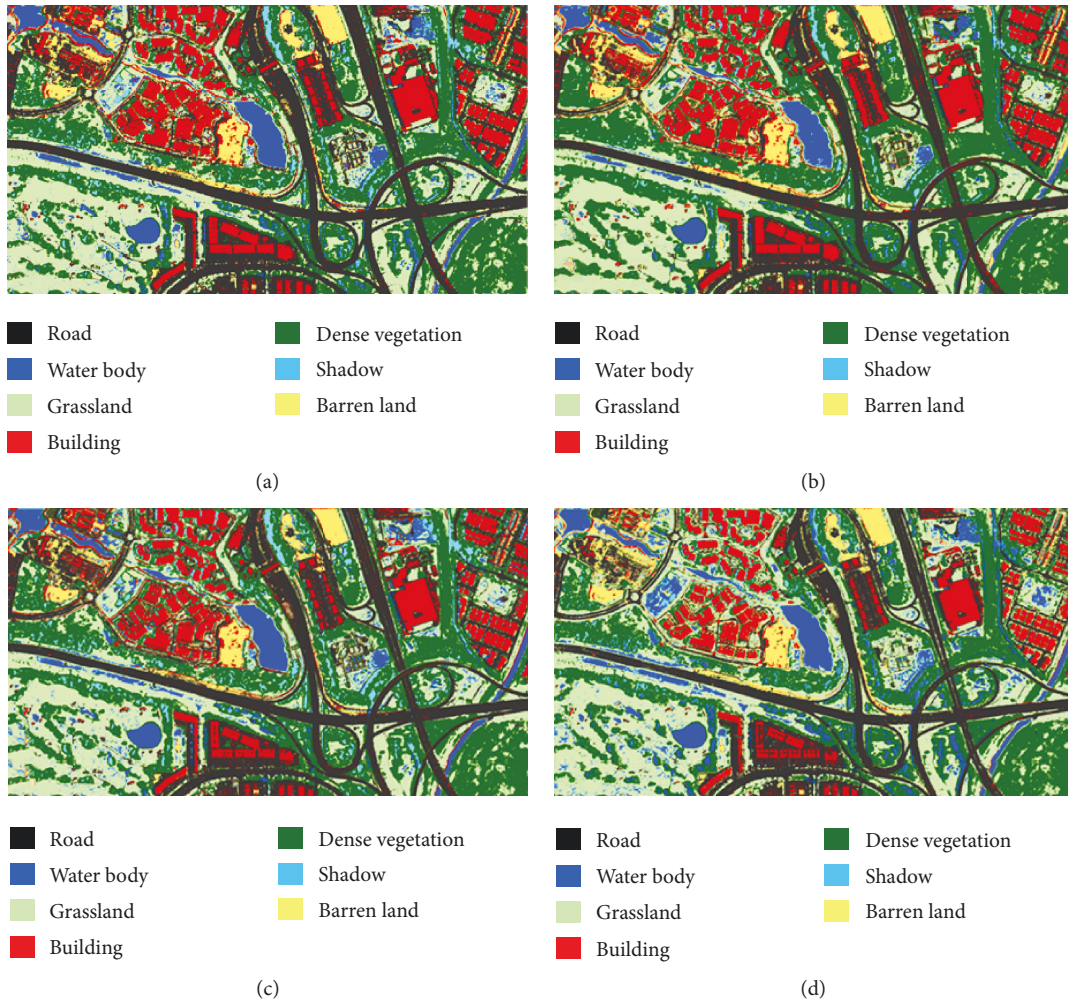 Road
Water body
Grassland
Building
Dense vegetation
Shadow
Barren land
(a)
Road
Water body
Grassland
Building
Dense vegetation
Shadow
Barren land
(b)
Road
Water body
Grassland
Building
Dense vegetation
Shadow
Barren land
(c)
Road
Water body
Grassland
Building
Dense vegetation
Shadow
Barren land
(d)